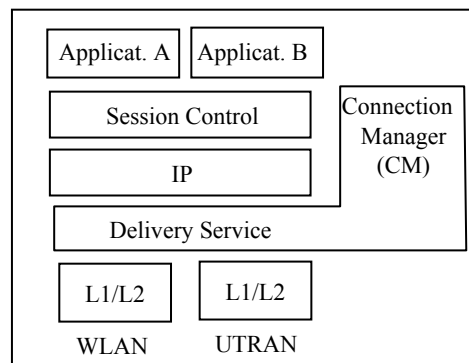 Applicat. A
Applicat. B
Session Control
Connection
Manager
(CM)
IP
Delivery Service
L1/L2
L1/L2
WLAN
UTRAN